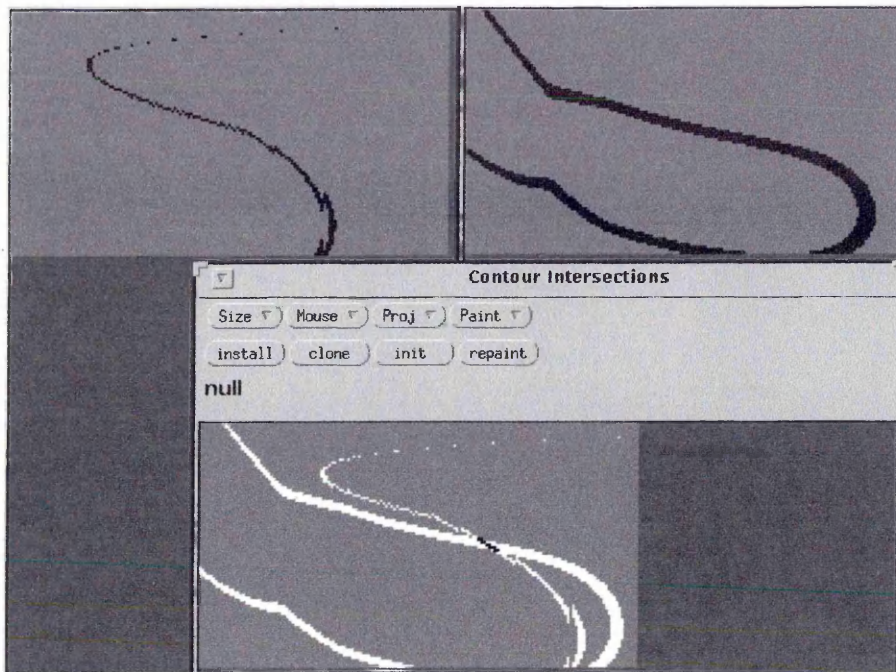 Contour Intersections
Size Mouse Proj Paint
install clone init repaint
null